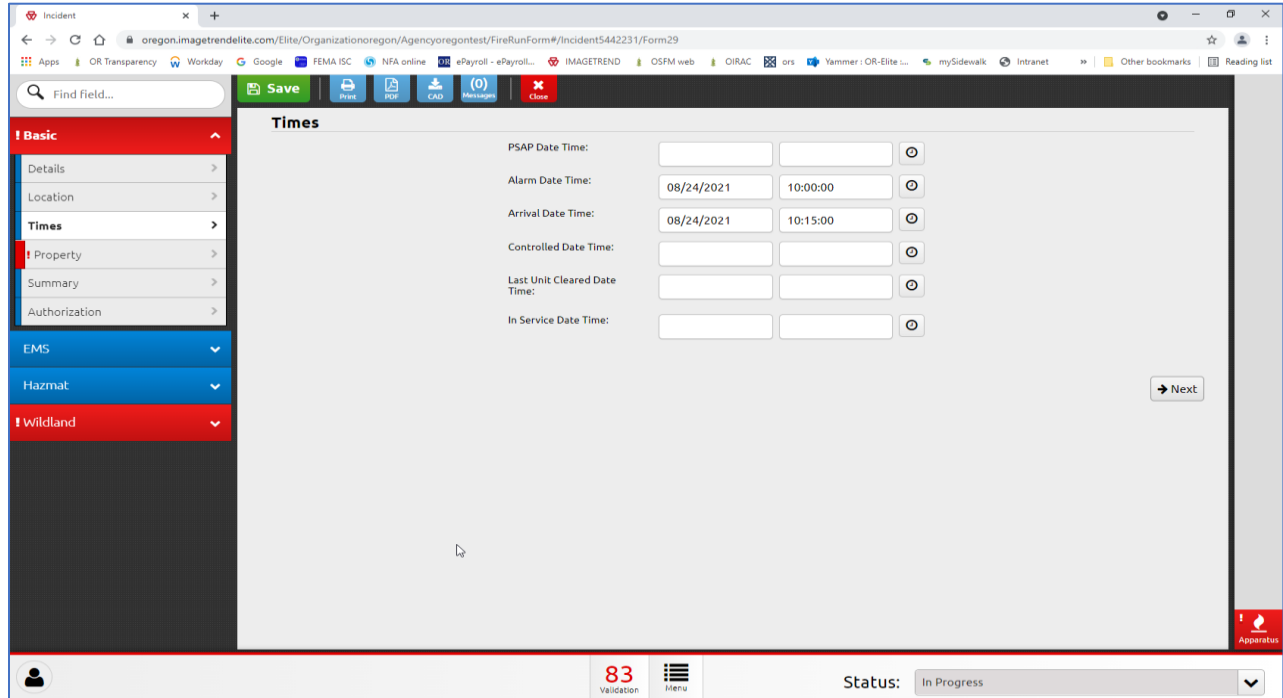 Incident
oregon.imagetrendelite.com/Elite/Organizationoregon/Agencyoregontest/FireRunForm#/Incident5442231/Form29
Apps OR Transparency Workday Google FEMA ISC NFA online ePayroll - ePayroll... IMAGETREND OSFM web OIRAC ors Yammer : OR-Elite :... mySidewalk Intranet » Other bookmarks Reading list
Find field...
Save Print PDF CAD (0) Messages Close
! Basic
Details
Location
Times
! Property
Summary
Authorization
EMS
Hazmat
! Wildland
Times
PSAP Date Time:
Alarm Date Time: 08/24/2021 10:00:00
Arrival Date Time: 08/24/2021 10:15:00
Controlled Date Time:
Last Unit Cleared Date
Time:
In Service Date Time:
Next
! Apparatus
83
Validation
Menu
Status: In Progress